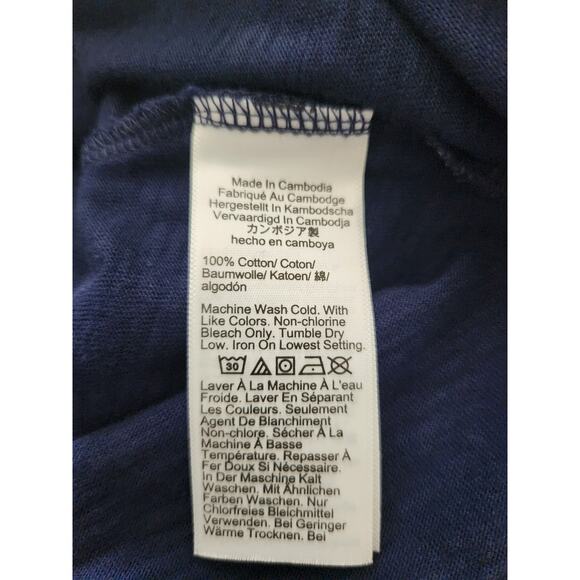 Made In Cambodia
Fabriqué Au Cambodge
Hergestellt In Kambodscha
Vervaardigd In Cambodja
カンボジア製
hecho en camboya
100% Cotton/ Coton/
Baumwolle/ Katoen/ 綿/
algodón
Machine Wash Cold. With
Like Colors. Non-chlorine
Bleach Only. Tumble Dry
Low. Iron On Lowest Setting.
30
Laver À La Machine À L'eau
Froide. Laver En Séparant
Les Couleurs. Seulement
Agent De Blanchiment
Non-chlore. Sécher À La
Machine À Basse
Température. Repasser À
Fer Doux Si Nécessaire.
In Der Maschine Kalt
Waschen. Mit Ähnlichen
Farben Waschen. Nur
Chlorfreies Bleichmittel
Verwenden. Bei Geringer
Wärme Trocknen. Bei